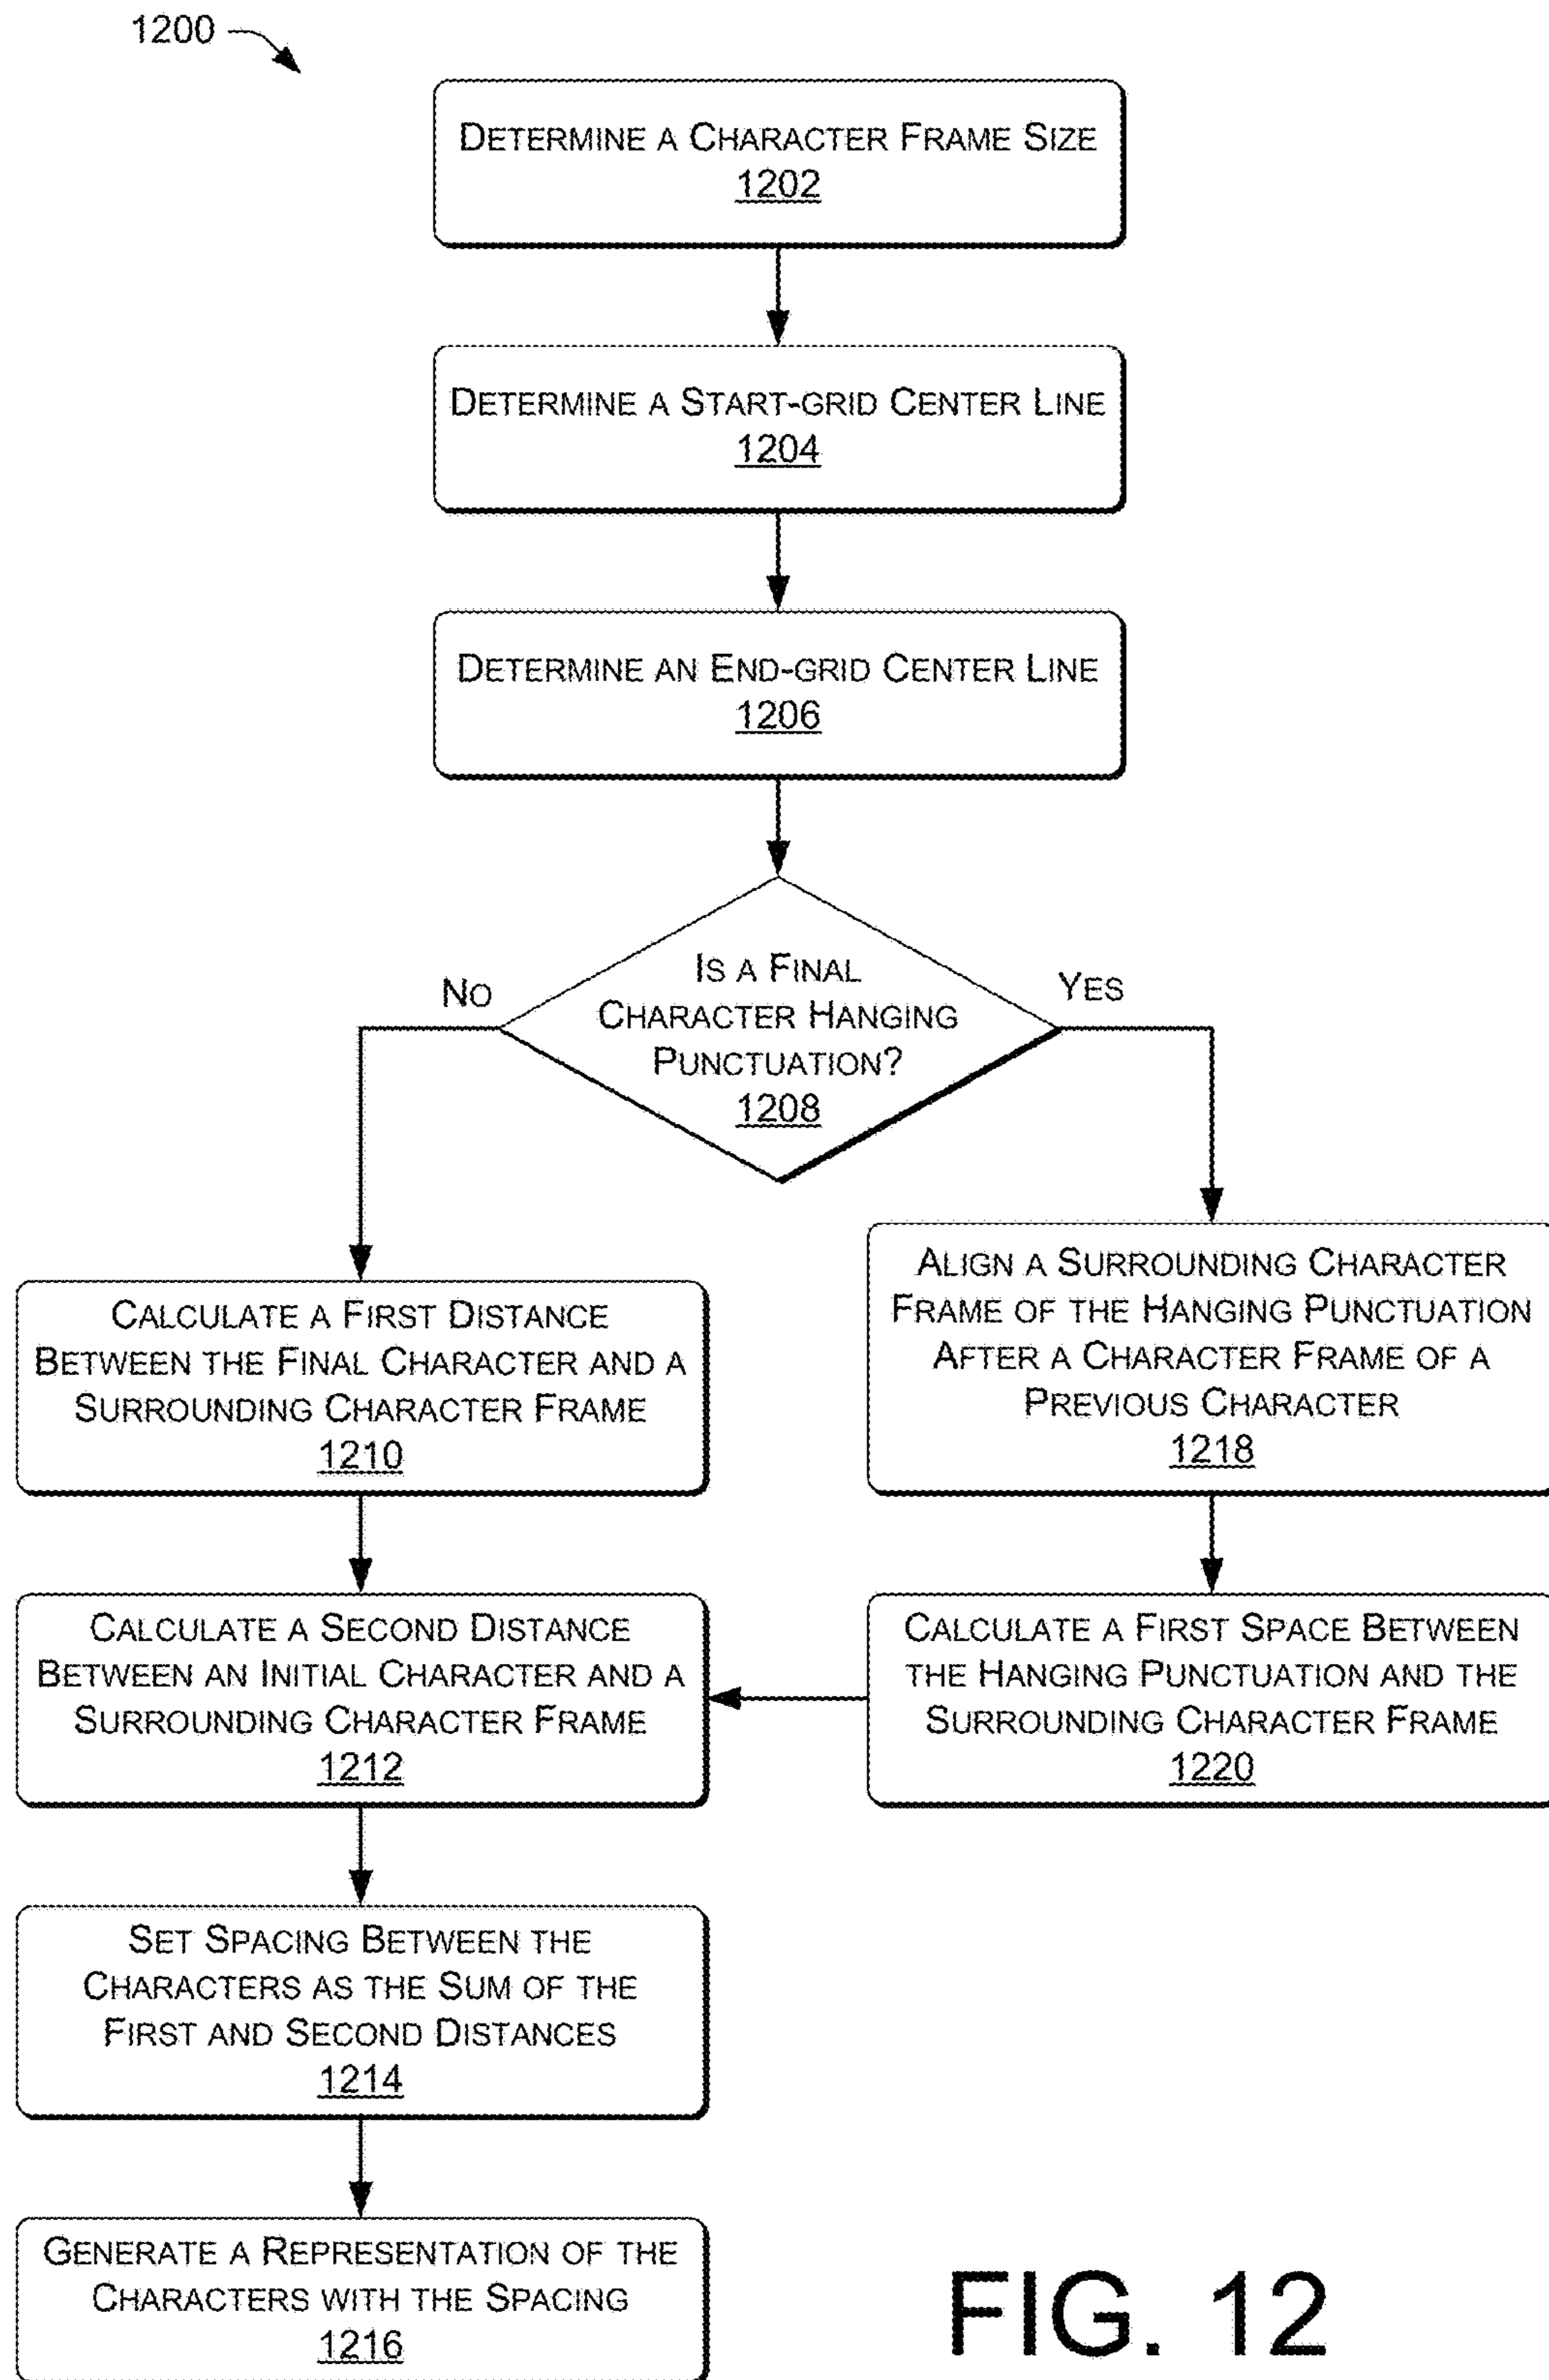 1200
DETERMINE A CHARACTER FRAME SIZE
1202
DETERMINE A START-GRID CENTER LINE
1204
DETERMINE AN END-GRID CENTER LINE
1206
IS A FINAL
CHARACTER HANGING
PUNCTUATION?
1208
NO
YES
CALCULATE A FIRST DISTANCE
BETWEEN THE FINAL CHARACTER AND A
SURROUNDING CHARACTER FRAME
1210
ALIGN A SURROUNDING CHARACTER
FRAME OF THE HANGING PUNCTUATION
AFTER A CHARACTER FRAME OF A
PREVIOUS CHARACTER
1218
CALCULATE A SECOND DISTANCE
BETWEEN AN INITIAL CHARACTER AND A
SURROUNDING CHARACTER FRAME
1212
CALCULATE A FIRST SPACE BETWEEN
THE HANGING PUNCTUATION AND THE
SURROUNDING CHARACTER FRAME
1220
SET SPACING BETWEEN THE
CHARACTERS AS THE SUM OF THE
FIRST AND SECOND DISTANCES
1214
GENERATE A REPRESENTATION OF THE
CHARACTERS WITH THE SPACING
1216
FIG. 12